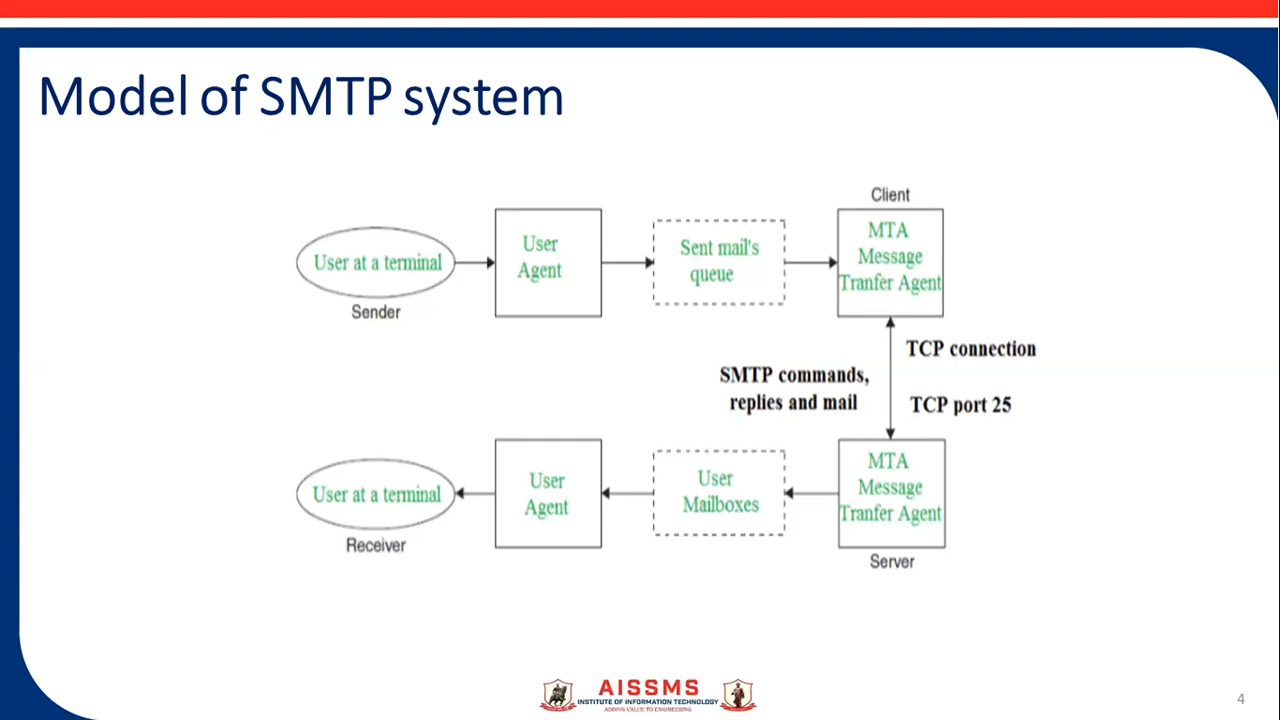 Model of SMTP system
Client
User at a terminal
User
Agent
Sent mail's
queue
MTA
Message
Tranfer Agent
Sender
TCP connection
SMTP commands,
replies and mail
TCP port 25
User at a terminal
User
Agent
User
Mailboxes
MTA
Message
Tranfer Agent
Receiver
Server
AISSMS
INSTITUTE OF INFORMATION TECHNOLOGY
ADDING VALUE TO ENGINEERING
4